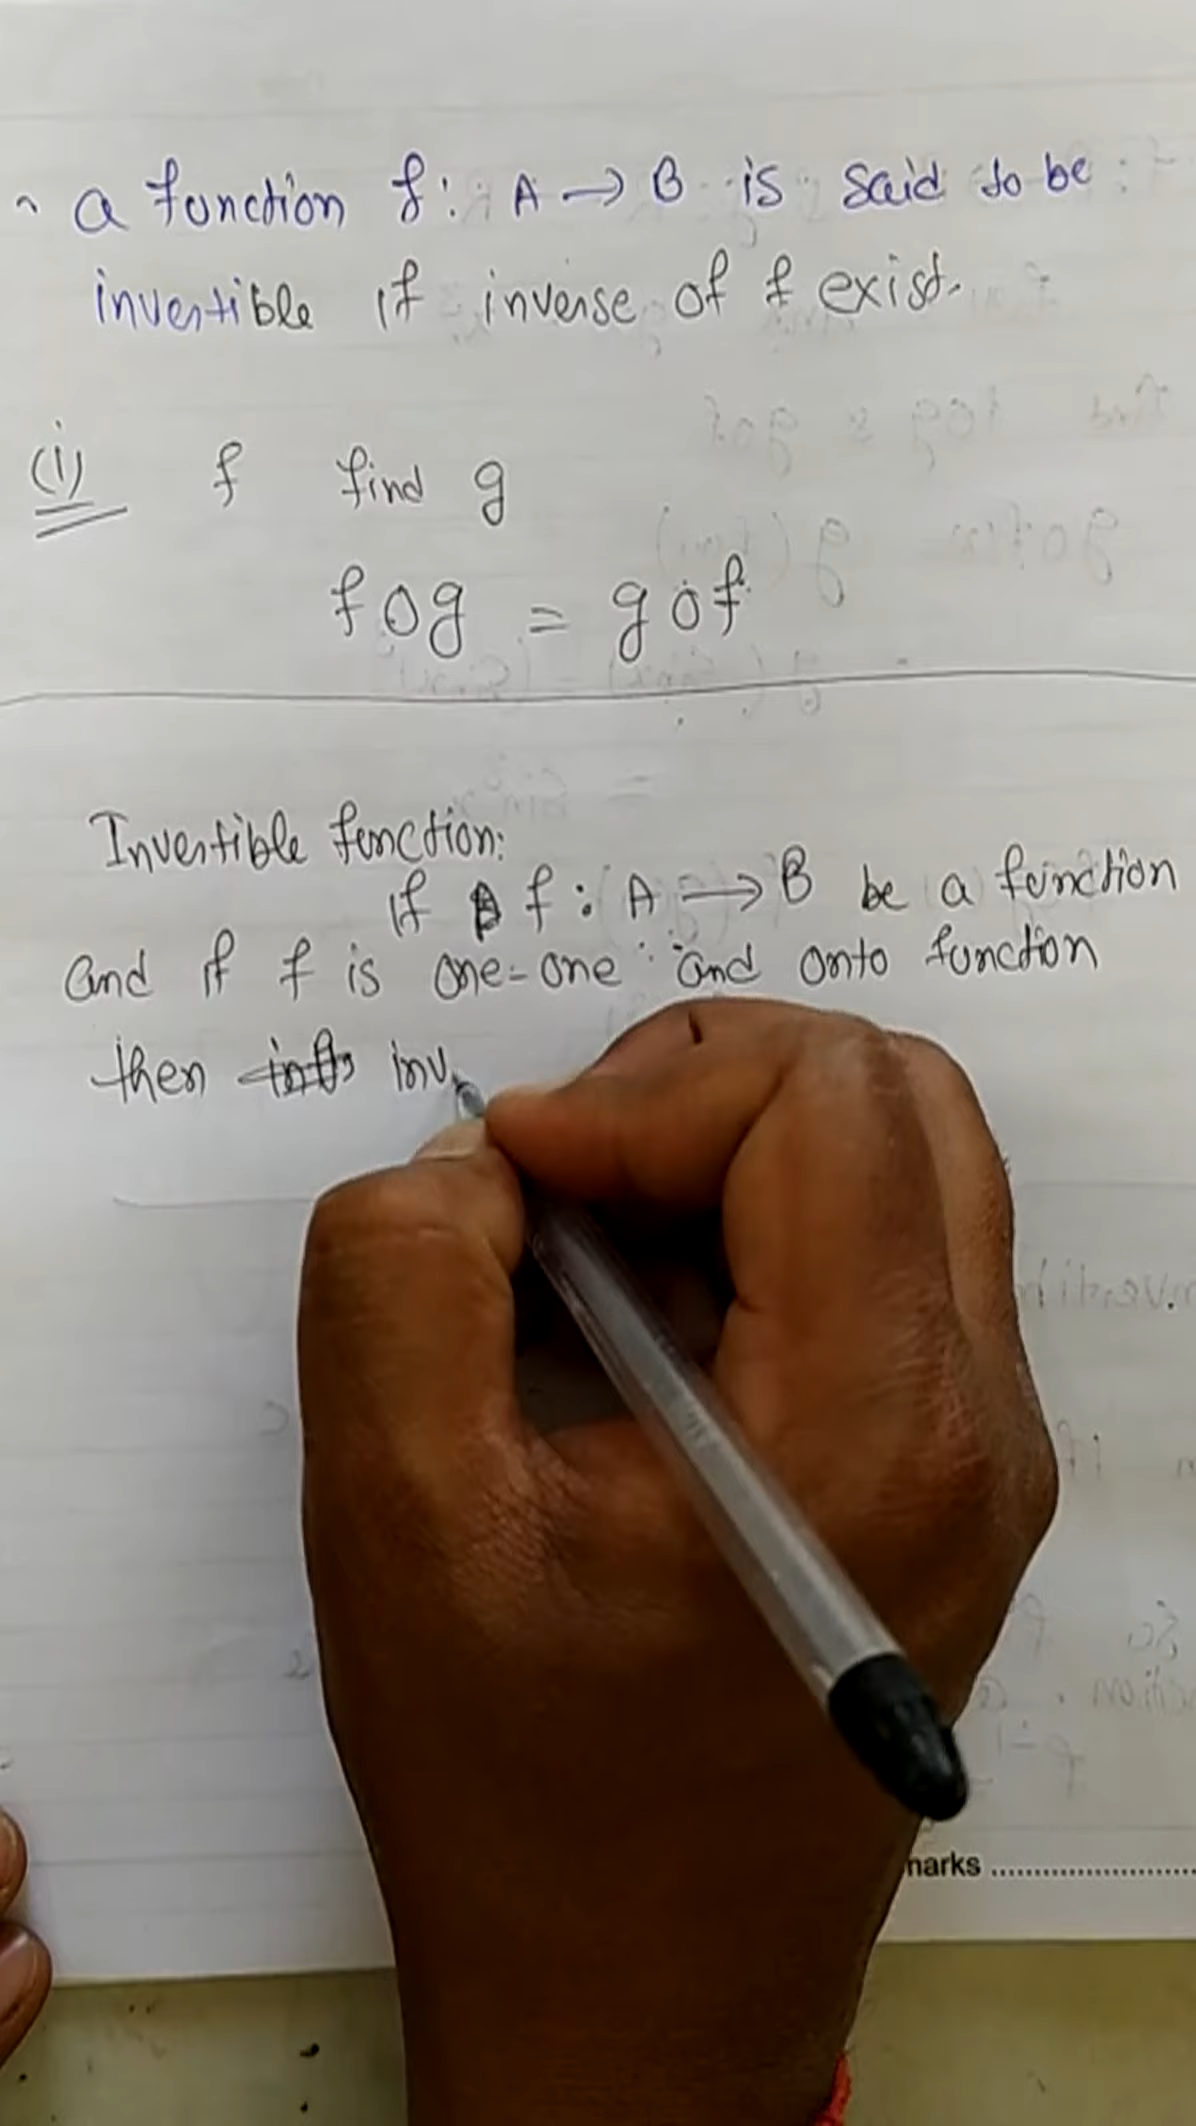 a function f: A → B is said to be
invertible if inverse of f exist.
(i) f find g
fog = gof
Invertible function:
If f : A → B be a function
and if f is one-one and onto function
then inv
marks ........................